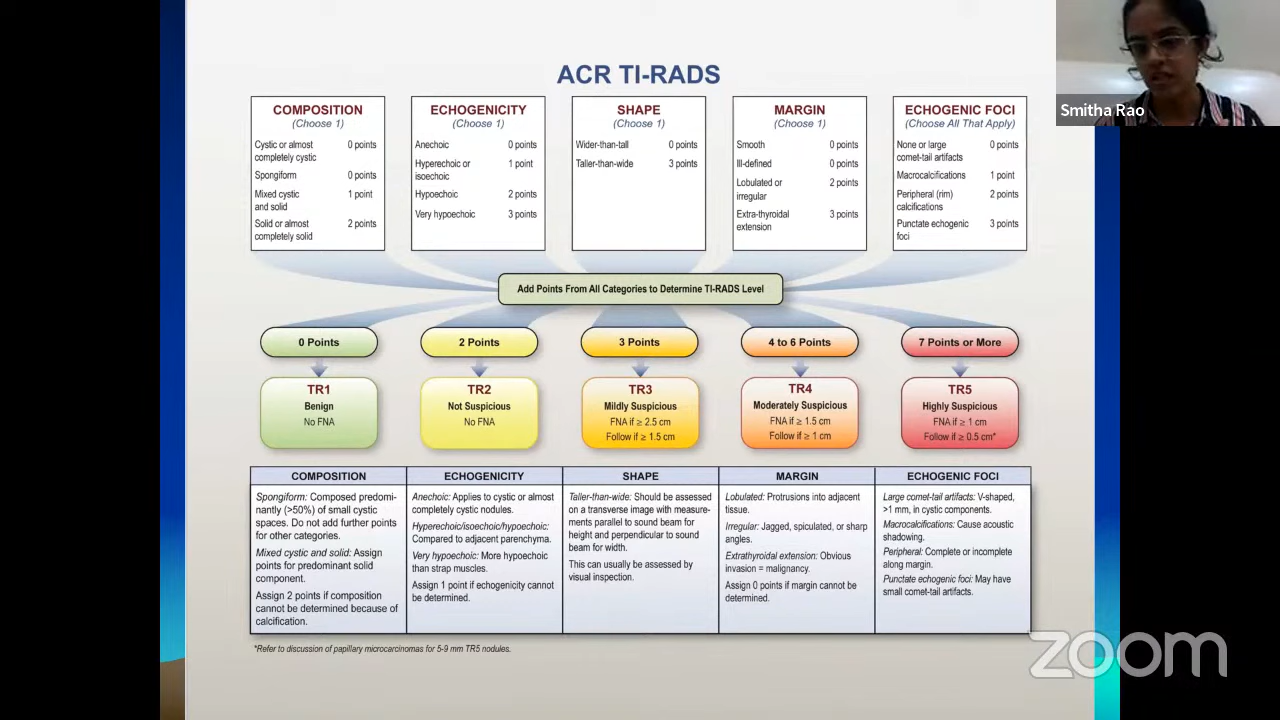 ACR TI-RADS
Smitha Rao
COMPOSITION
(Choose 1)
Cystic or almost completely cystic 0 points
Spongiform 0 points
Mixed cystic and solid 1 point
Solid or almost completely solid 2 points
ECHOGENICITY
(Choose 1)
Anechoic 0 points
Hyperechoic or isoechoic 1 point
Hypoechoic 2 points
Very hypoechoic 3 points
SHAPE
(Choose 1)
Wider-than-tall 0 points
Taller-than-wide 3 points
MARGIN
(Choose 1)
Smooth 0 points
Ill-defined 0 points
Lobulated or irregular 2 points
Extra-thyroidal extension 3 points
ECHOGENIC FOCI
(Choose All That Apply)
None or large comet-tail artifacts 0 points
Macrocalcifications 1 point
Peripheral (rim) calcifications 2 points
Punctate echogenic foci 3 points
Add Points From All Categories to Determine TI-RADS Level
0 Points
2 Points
3 Points
4 to 6 Points
7 Points or More
TR1
Benign
No FNA
TR2
Not Suspicious
No FNA
TR3
Mildly Suspicious
FNA if ≥ 2.5 cm
Follow if ≥ 1.5 cm
TR4
Moderately Suspicious
FNA if ≥ 1.5 cm
Follow if ≥ 1 cm
TR5
Highly Suspicious
FNA if ≥ 1 cm
Follow if ≥ 0.5 cm*
COMPOSITION
Spongiform: Composed predomi-
nantly (>50%) of small cystic
spaces. Do not add further points
for other categories.
Mixed cystic and solid: Assign
points for predominant solid
component.
Assign 2 points if composition
cannot be determined because of
calcification.
ECHOGENICITY
Anechoic: Applies to cystic or almost
completely cystic nodules.
Hyperechoic/isoechoic/hypoechoic:
Compared to adjacent parenchyma.
Very hypoechoic: More hypoechoic
than strap muscles.
Assign 1 point if echogenicity cannot
be determined.
SHAPE
Taller-than-wide: Should be assessed
on a transverse image with measure-
ments parallel to sound beam for
height and perpendicular to sound
beam for width.
This can usually be assessed by
visual inspection.
MARGIN
Lobulated: Protrusions into adjacent
tissue.
Irregular: Jagged, spiculated, or sharp
angles.
Extrathyroidal extension: Obvious
invasion = malignancy.
Assign 0 points if margin cannot be
determined.
ECHOGENIC FOCI
Large comet-tail artifacts: V-shaped,
>1 mm, in cystic components.
Macrocalcifications: Cause acoustic
shadowing.
Peripheral: Complete or incomplete
along margin.
Punctate echogenic foci: May have
small comet-tail artifacts.
*Refer to discussion of papillary microcarcinomas for 5-9 mm TR5 nodules.
zoom